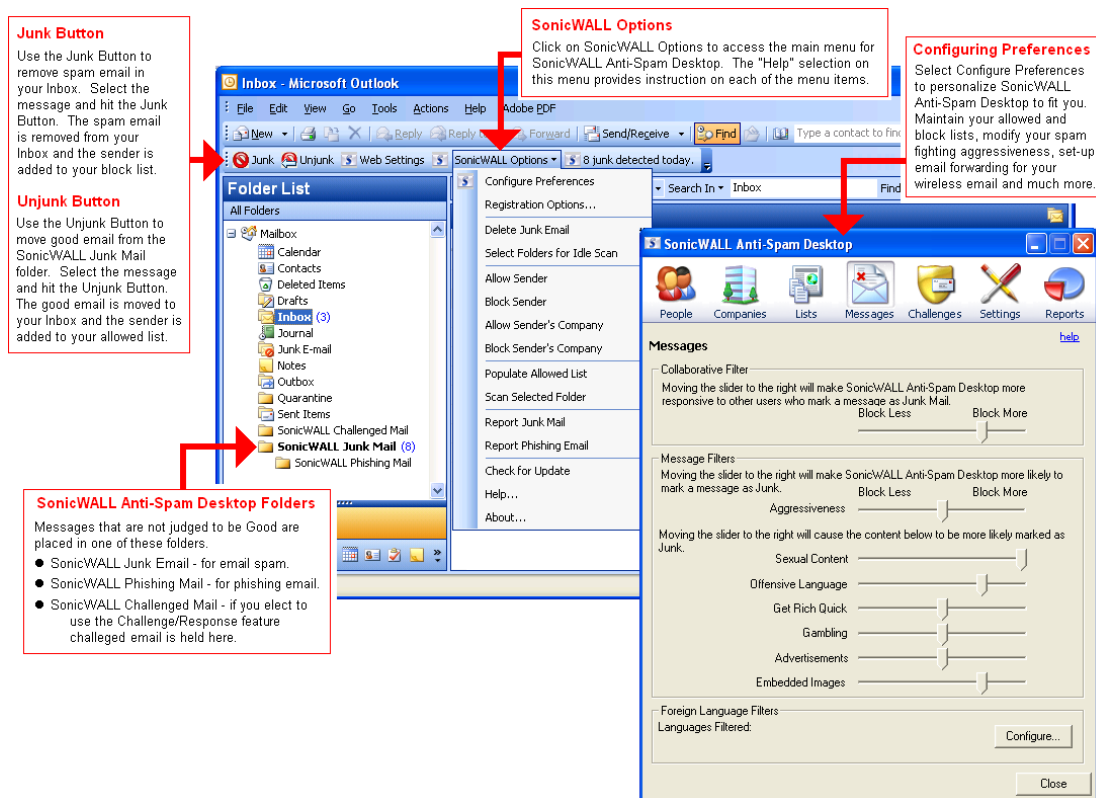 Junk Button
Use the Junk Button to
remove spam email in
your Inbox. Select the
message and hit the Junk
Button. The spam email
is removed from your
Inbox and the sender is
added to your block list.
Unjunk Button
Use the Unjunk Button to
move good email from the
SonicWALL Junk Mail
folder. Select the message
and hit the Unjunk Button.
The good email is moved to
your Inbox and the sender is
added to your allowed list.
SonicWALL Options
Click on SonicWALL Options to access the main menu for
SonicWALL Anti-Spam Desktop. The "Help" selection on
this menu provides instruction on each of the menu items.
Configuring Preferences
Select Configure Preferences
to personalize SonicWALL
Anti-Spam Desktop to fit you.
Maintain your allowed and
block lists, modify your spam
fighting aggressiveness, set-up
email forwarding for your
wireless email and much more.
Inbox - Microsoft Outlook
File Edit View Go Tools Actions Help Adobe PDF
New Reply Reply Forward Send/Receive Find Type a contact to find
Junk Unjunk Web Settings SonicWALL Options 8 junk detected today.
Folder List
All Folders
Mailbox
Calendar
Contacts
Deleted Items
Drafts
Inbox (3)
Journal
Junk E-mail
Notes
Outbox
Quarantine
Sent Items
SonicWALL Challenged Mail
SonicWALL Junk Mail (8)
SonicWALL Phishing Mail
Search In Inbox Find
Configure Preferences
Registration Options...
Delete Junk Email
Select Folders for Idle Scan
Allow Sender
Block Sender
Allow Sender's Company
Block Sender's Company
Populate Allowed List
Scan Selected Folder
Report Junk Mail
Report Phishing Email
Check for Update
Help...
About...
SonicWALL Anti-Spam Desktop Folders
Messages that are not judged to be Good are
placed in one of these folders.
● SonicWALL Junk Email - for email spam.
● SonicWALL Phishing Mail - for phishing email.
● SonicWALL Challenged Mail - if you elect to
use the Challenge/Response feature
challeged email is held here.
SonicWALL Anti-Spam Desktop
People Companies Lists Messages Challenges Settings Reports
help
Messages
Collaborative Filter
Moving the slider to the right will make SonicWALL Anti-Spam Desktop more
responsive to other users who mark a message as Junk Mail.
Block Less Block More
Message Filters
Moving the slider to the right will make SonicWALL Anti-Spam Desktop more likely to
mark a message as Junk. Block Less Block More
Aggressiveness
Moving the slider to the right will cause the content below to be more likely marked as
Junk.
Sexual Content
Offensive Language
Get Rich Quick
Gambling
Advertisements
Embedded Images
Foreign Language Filters
Languages Filtered:
Configure...
Close